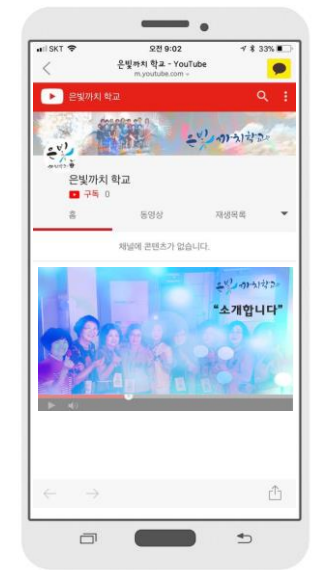 SKT 오전 9:02 33%
은빛까치 학교 - YouTube
m.youtube.com
은빛까치 학교
은빛까치학교
은빛
은빛까치 학교
구독 0
홈 동영상 재생목록
채널에 콘텐츠가 없습니다.
은빛까치학교
"소개합니다"